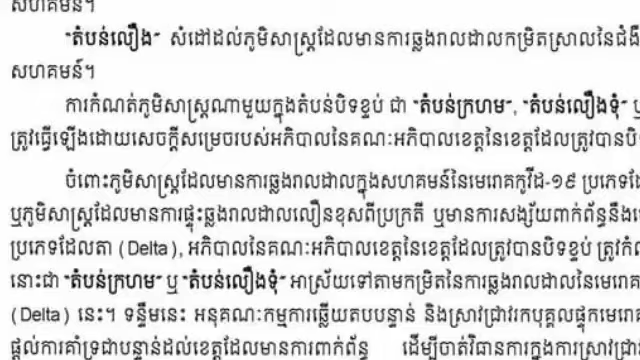 សហគមន៍។
"តំបន់លឿង" សំដៅដល់ភូមិសាស្ត្រដែលមានការឆ្លងរាលដាលកម្រិតស្រាលនៃជំងឺ
សហគមន៍។
ការកំណត់ភូមិសាស្ត្រណាមួយក្នុងតំបន់បិទខ្ទប់ ជា "តំបន់ក្រហម", "តំបន់លឿងទុំ" ឬ
ត្រូវធ្វើឡើងដោយសេចក្តីសម្រេចរបស់អភិបាលនៃគណៈអភិបាលខេត្តនៃខេត្តដែលត្រូវបានបិទ
ចំពោះភូមិសាស្ត្រដែលមានការឆ្លងរាលដាលក្នុងសហគមន៍នៃមេរោគកូវីដ-១៩ ប្រភេទ
ឬភូមិសាស្ត្រដែលមានការផ្ទុះឆ្លងរាលដាលលឿនខុសពីប្រក្រតី ឬមានការសង្ស័យពាក់ព័ន្ធនឹង
ប្រភេទដែលតា (Delta), អភិបាលនៃគណៈអភិបាលខេត្តនៃខេត្តដែលត្រូវបានបិទខ្ទប់ ត្រូវ
នោះជា "តំបន់ក្រហម" ឬ "តំបន់លឿងទុំ" អាស្រ័យទៅតាមកម្រិតនៃការឆ្លងរាលដាលនៃមេរោគ
(Delta) នេះ។ ទន្ទឹមនេះ អនុគណៈកម្មការឆ្លើយតបបន្ទាន់ និងស្រាវជ្រាវរកបុគ្គលផ្ទុកមេរោគ
ផ្តល់ការគាំទ្រជាបន្ទាន់ដល់ខេត្តដែលមានការពាក់ព័ន្ធ ដើម្បីចាត់វិធានការក្នុងការស្រាវជ្រាវ